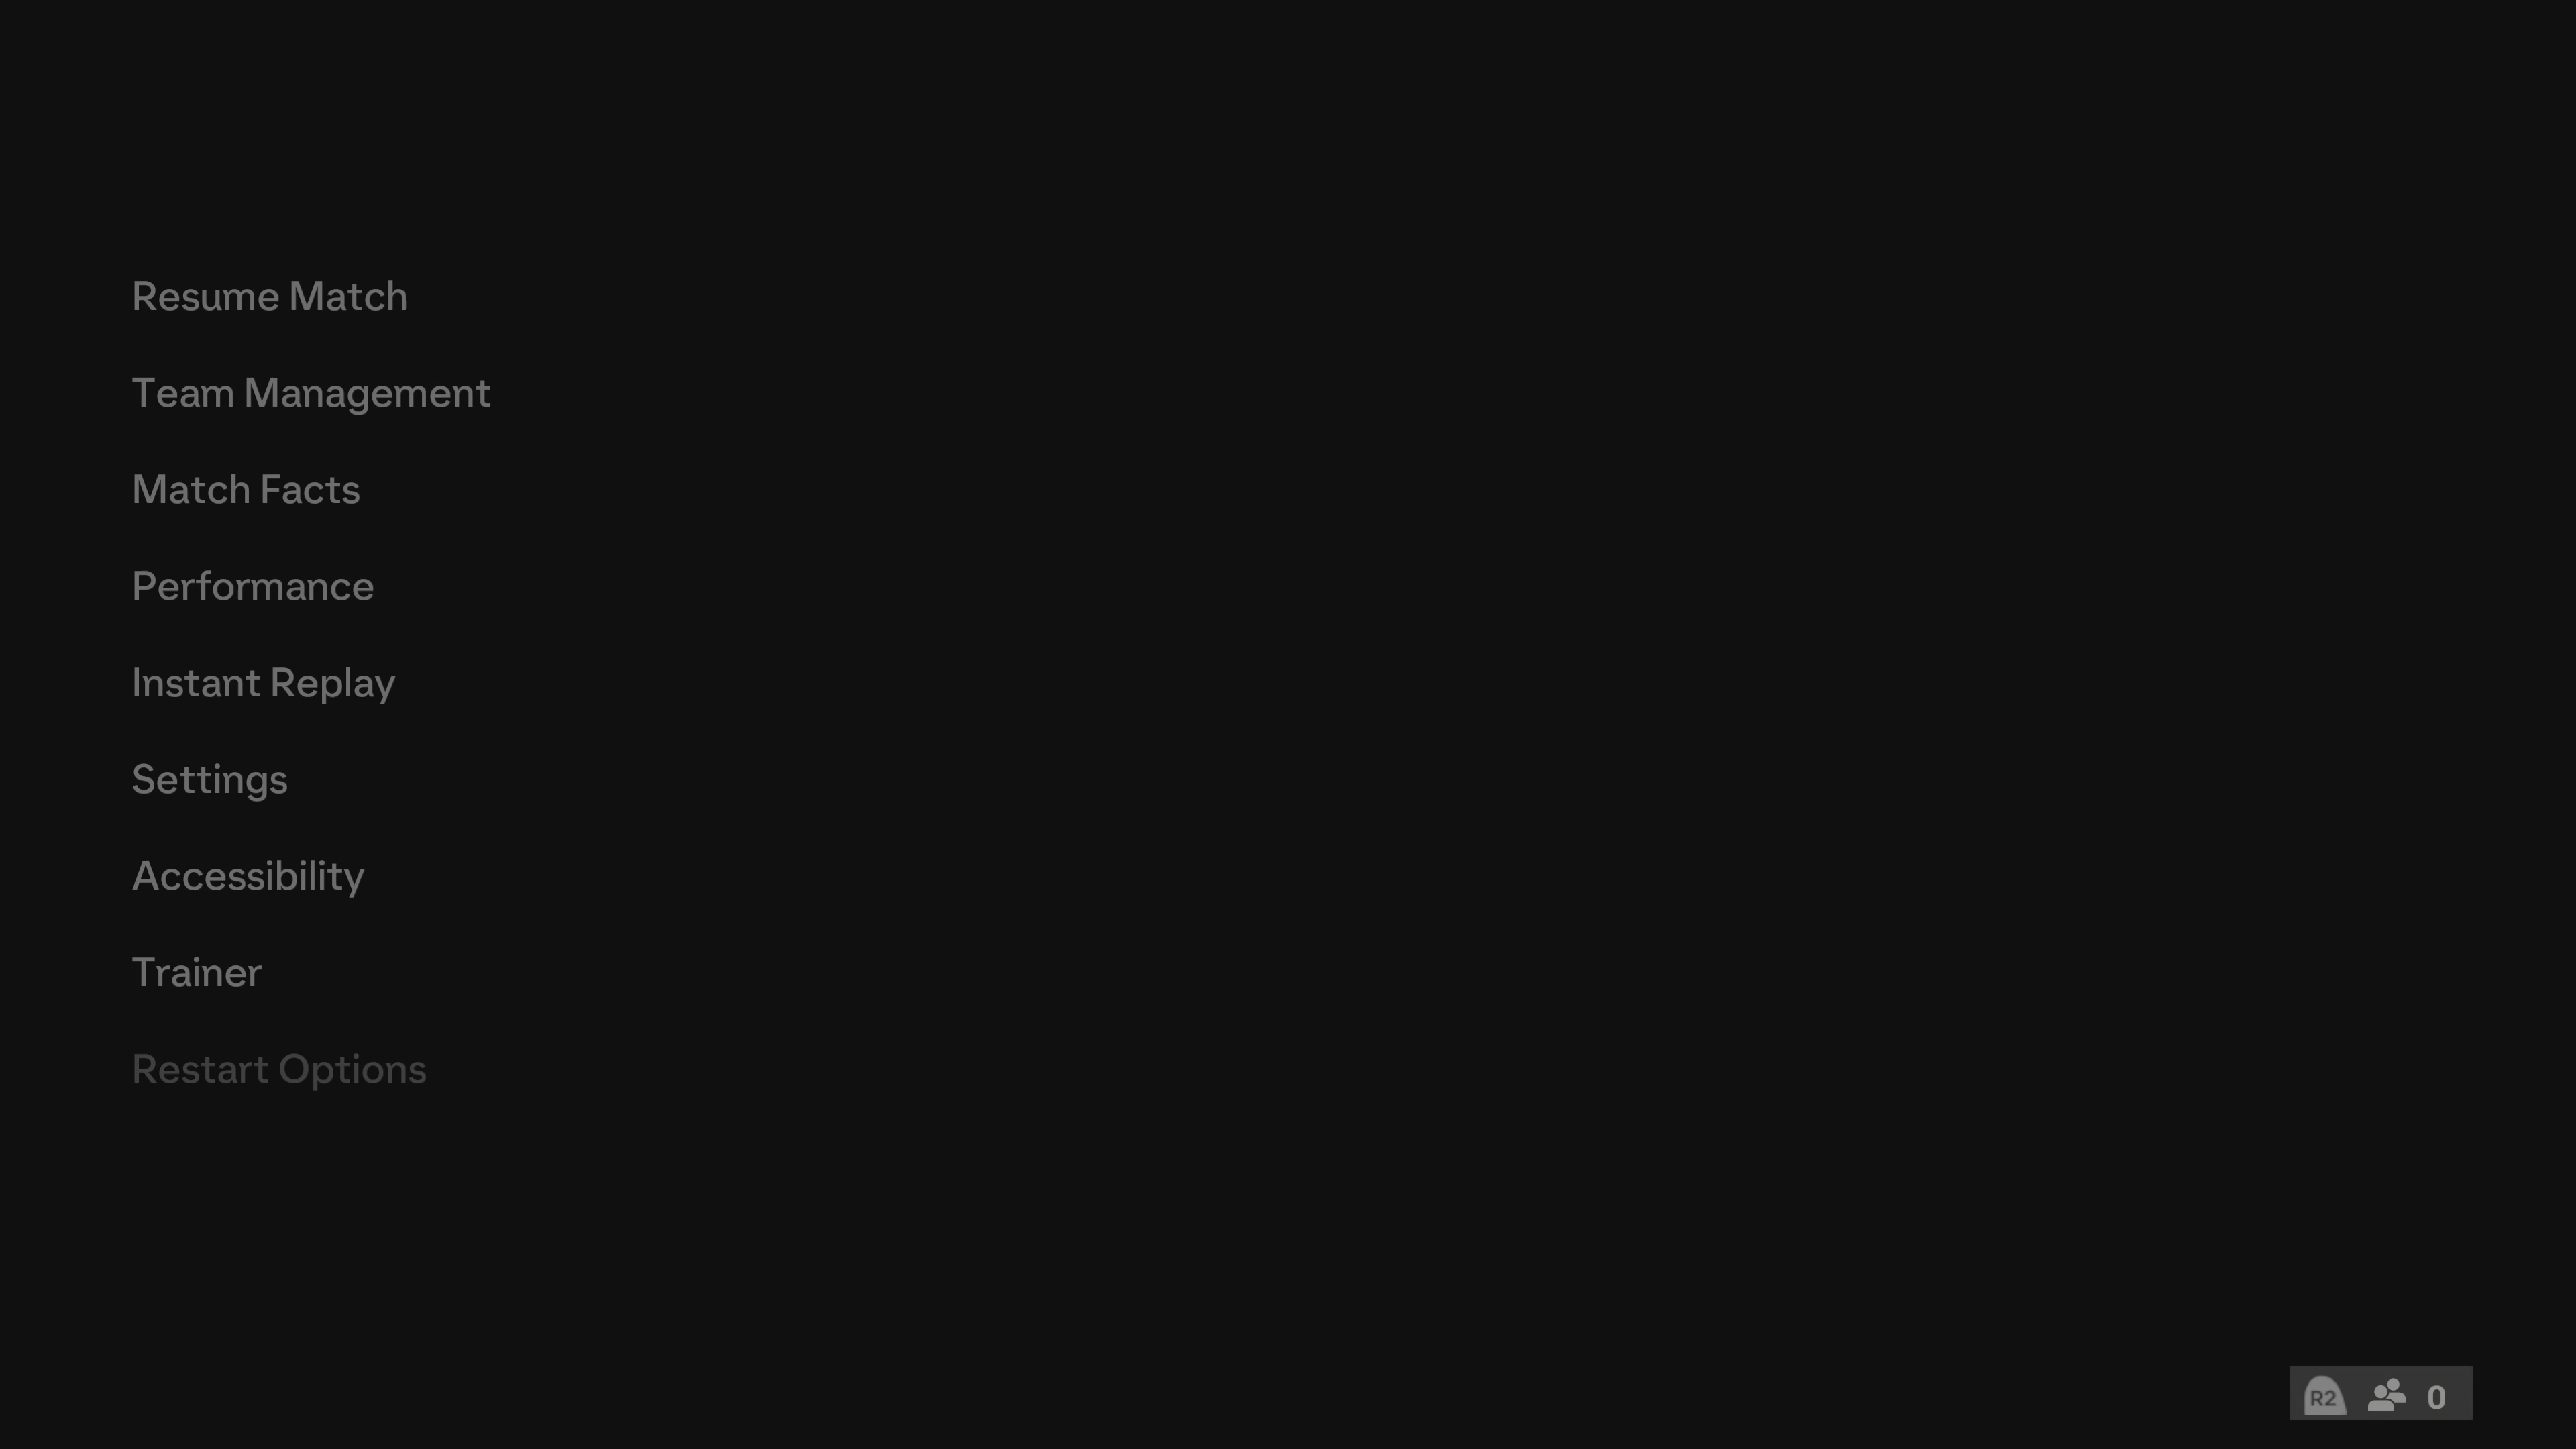 Resume Match
Team Management
Match Facts
Performance
Instant Replay
Settings
Accessibility
Trainer
Restart Options
R2 0